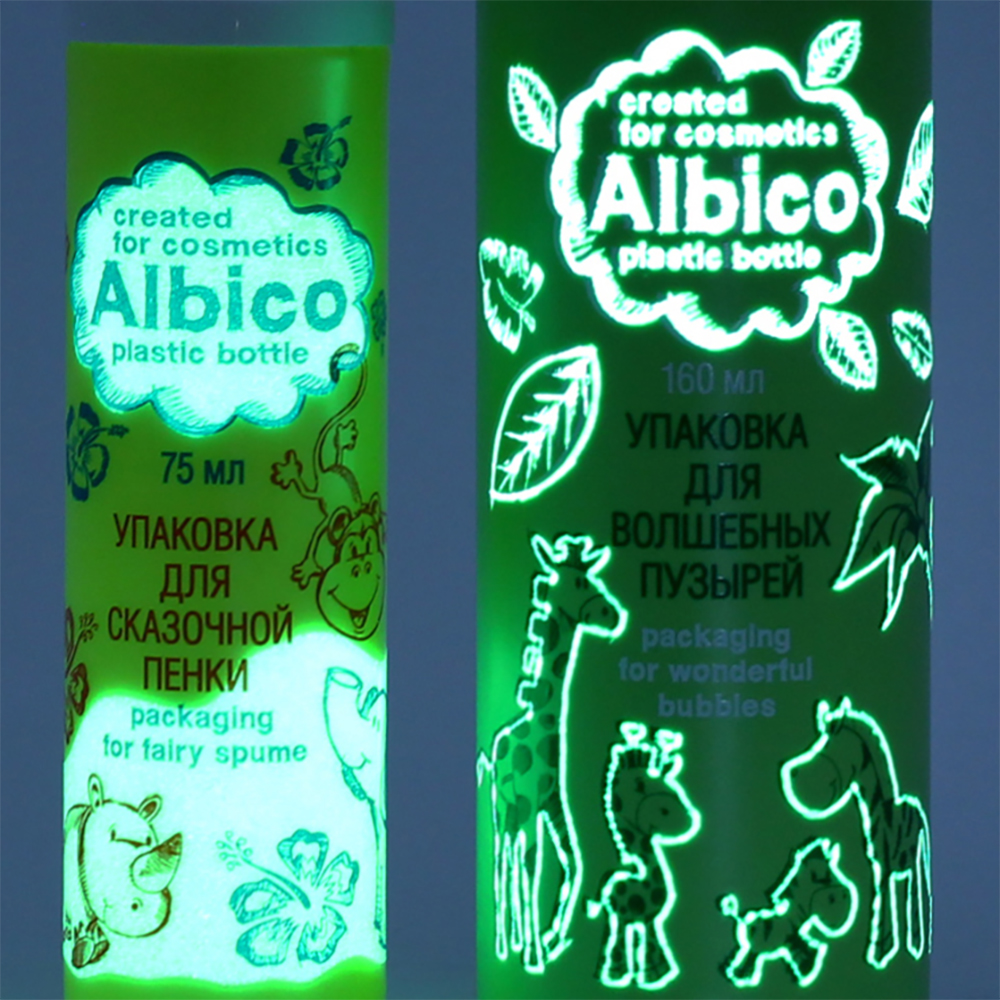 created
for cosmetics
Albico
plastic bottle
75 мл
УПАКОВКА
ДЛЯ
СКАЗОЧНОЙ
ПЕНКИ
packaging
for fairy spume
created
for cosmetics
Albico
plastic bottle
160 мл
УПАКОВКА
ДЛЯ
ВОЛШЕБНЫХ
ПУЗЫРЕЙ
packaging
for wonderful
bubbles